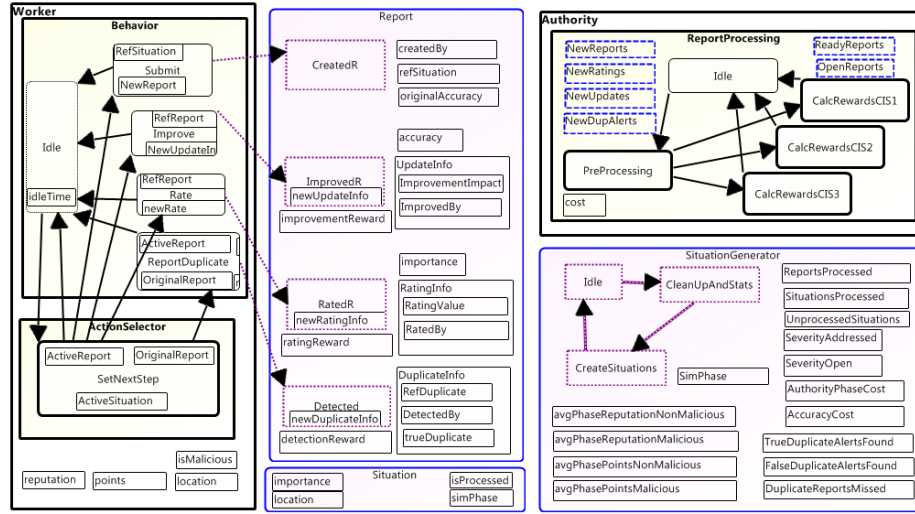 Worker
Behavior
RefSituation
Submit
NewReport
RefReport
Improve
NewUpdateIn
Idle
idleTime
RefReport
Rate
newRate
ActiveReport
ReportDuplicate
OriginalReport
ActionSelector
ActiveReport
OriginalReport
SetNextStep
ActiveSituation
isMalicious
reputation
points
location
Report
CreatedR
createdBy
refSituation
originalAccuracy
accuracy
ImprovedR
newUpdateInfo
improvementReward
UpdateInfo
ImprovementImpact
ImprovedBy
importance
RatedR
newRatingInfo
ratingReward
RatingInfo
RatingValue
RatedBy
Detected
newDuplicateInfo
detectionReward
DuplicateInfo
RefDuplicate
DetectedBy
trueDuplicate
Situation
importance
isProcessed
location
simPhase
Authority
ReportProcessing
NewReports
NewRatings
NewUpdates
NewDupAlerts
Idle
ReadyReports
OpenReports
CalcRewardsCIS1
CalcRewardsCIS2
CalcRewardsCIS3
PreProcessing
cost
SituationGenerator
Idle
CleanUpAndStats
CreateSituations
SimPhase
ReportsProcessed
SituationsProcessed
UnprocessedSituations
SeverityAddressed
SeverityOpen
AuthorityPhaseCost
AccuracyCost
avgPhaseReputationNonMalicious
avgPhaseReputationMalicious
avgPhasePointsNonMalicious
avgPhasePointsMalicious
TrueDuplicateAlertsFound
FalseDuplicateAlertsFound
DuplicateReportsMissed